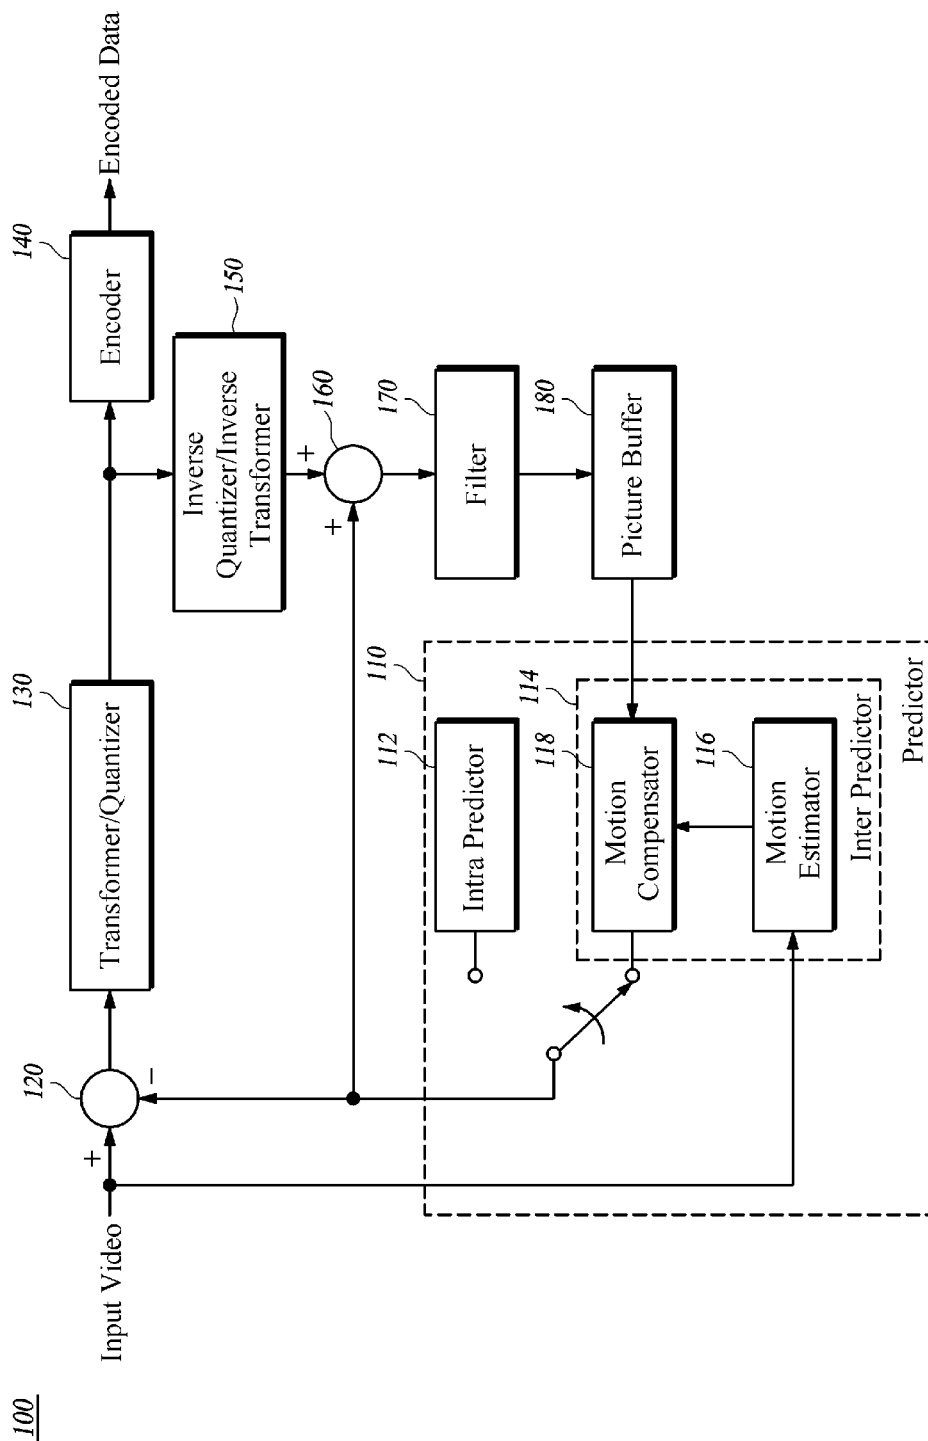 100
Input Video
+
120
−
130
Transformer/Quantizer
140
Encoder
Encoded Data
150
Inverse
Quantizer/Inverse
Transformer
+
160
+
170
Filter
180
Picture Buffer
110
112
Intra Predictor
114
118
Motion
Compensator
116
Motion
Estimator
Inter Predictor
Predictor